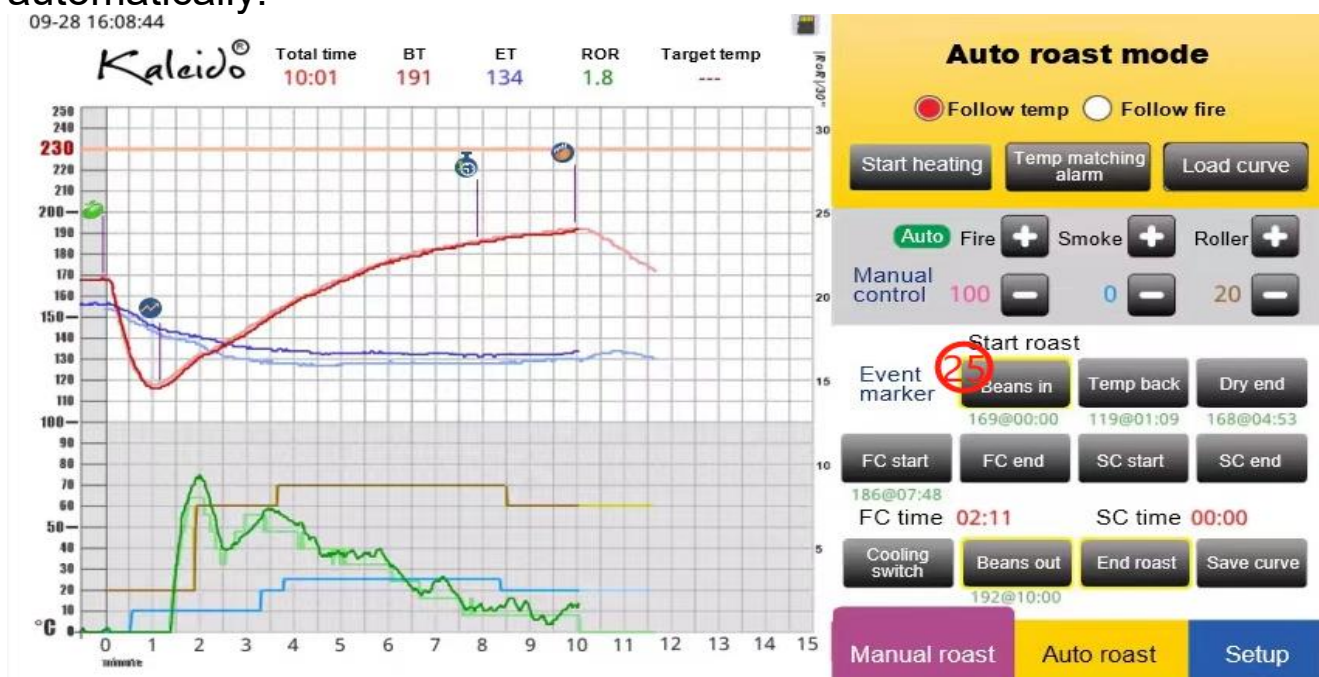 automatically.
09-28 16:08:44
Kaleido®
Total time BT ET ROR Target temp
10:01 191 134 1.8 ---
|RoR|/30"
250
240
230
220
210
200
190
180
170
160
150
140
130
120
110
100
90
80
70
60
50
40
30
20
10
°C
30
25
20
15
10
5
0 1 2 3 4 5 6 7 8 9 10 11 12 13 14 15
minute
Auto roast mode
Follow temp Follow fire
Start heating Temp matching alarm Load curve
Auto Fire + Smoke + Roller +
Manual control 100 - 0 - 20 -
Start roast
25
Event marker Beans in Temp back Dry end
169@00:00 119@01:09 168@04:53
FC start FC end SC start SC end
186@07:48
FC time 02:11 SC time 00:00
Cooling switch Beans out End roast Save curve
192@10:00
Manual roast Auto roast Setup